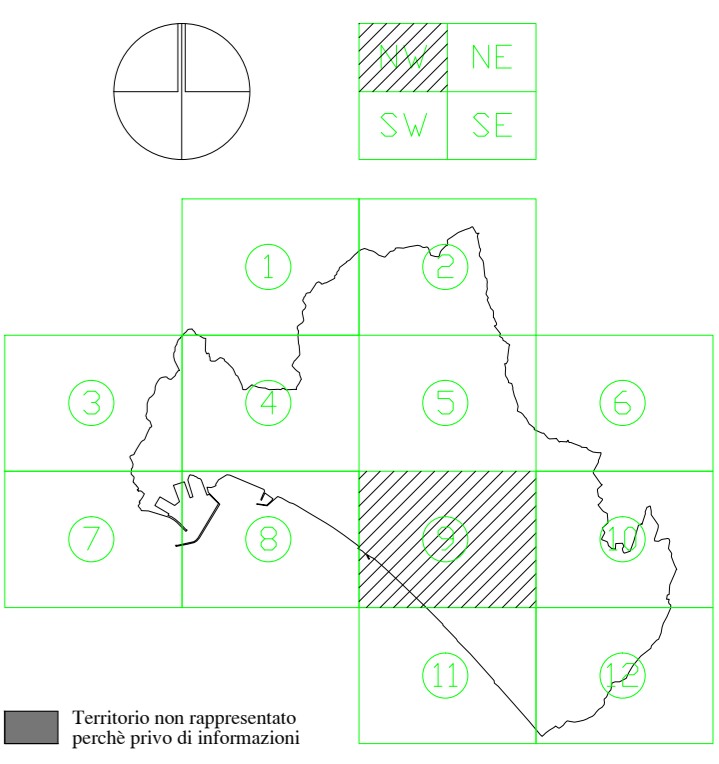 NW NE
SW SE
1 2
3 4 5 6
7 8 9 10
11 12
Territorio non rappresentato
perchè privo di informazioni